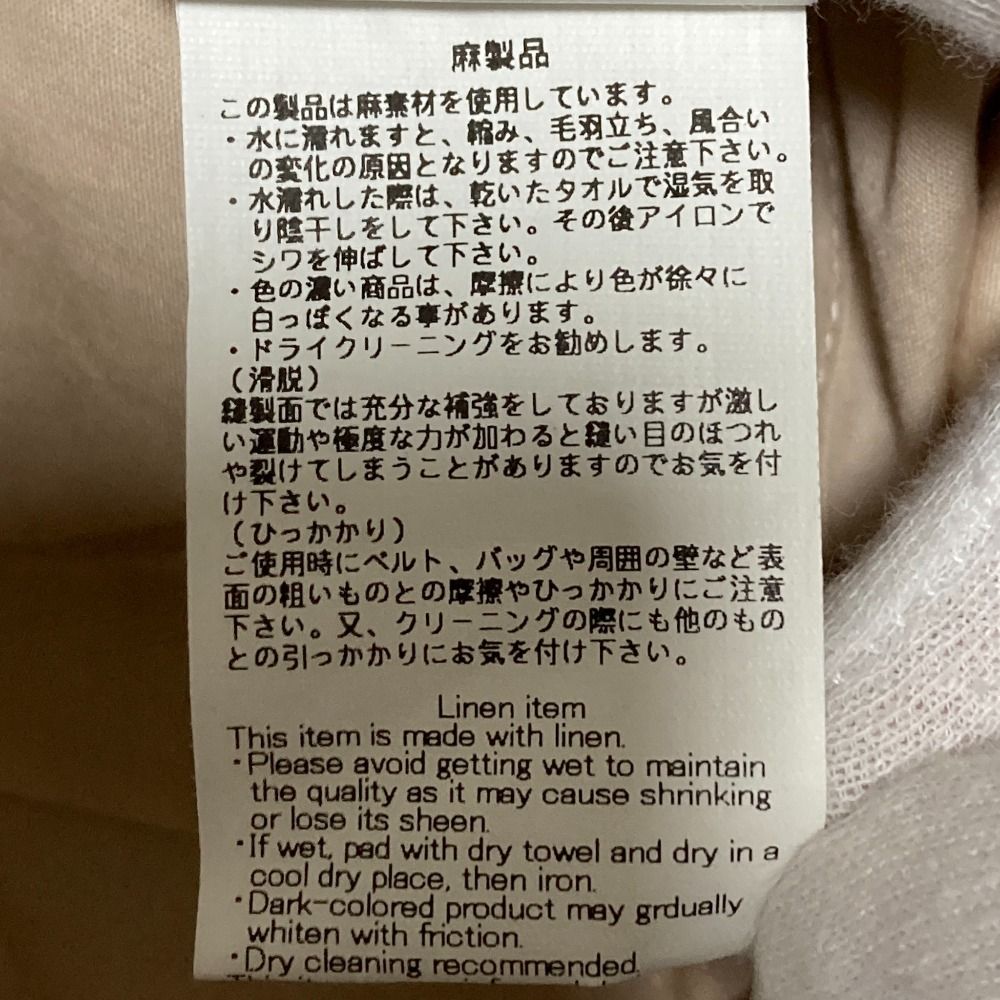 麻製品
この製品は麻素材を使用しています。
・水に濡れますと、縮み、毛羽立ち、風合い
の変化の原因となりますのでご注意下さい。
・水濡れした際は、乾いたタオルで湿気を取
り陰干しをして下さい。その後アイロンで
シワを伸ばして下さい。
・色の濃い商品は、摩擦により色が徐々に
白っぽくなる事があります。
・ドライクリーニングをお勧めします。
(滑脱)
縫製面では充分な補強をしておりますが激し
い運動や極度な力が加わると縫い目のほつれ
や裂けてしまうことがありますのでお気を付
け下さい。
(ひっかかり)
ご使用時にベルト、バッグや周囲の壁など表
面の粗いものとの摩擦やひっかかりにご注意
下さい。又、クリーニングの際にも他のもの
との引っかかりにお気を付け下さい。
Linen item
This item is made with linen.
・Please avoid getting wet to maintain
the quality as it may cause shrinking
or lose its sheen.
・If wet, pad with dry towel and dry in a
cool dry place, then iron.
・Dark-colored product may grdually
whiten with friction.
・Dry cleaning recommended.